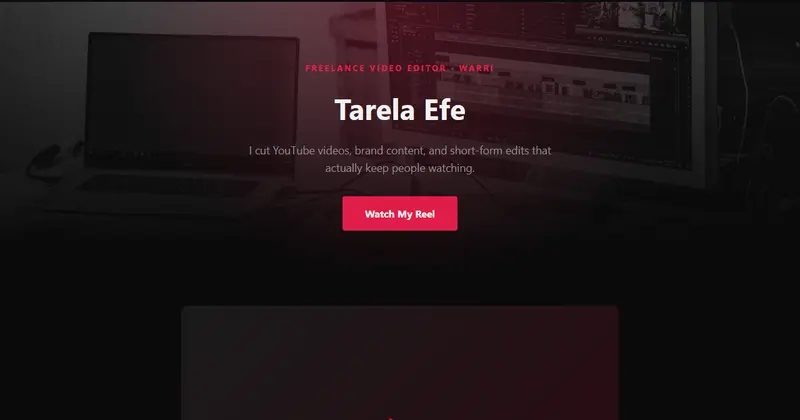 FREELANCE VIDEO EDITOR · WARRI
Tarela Efe
I cut YouTube videos, brand content, and short-form edits that
actually keep people watching.
Watch My Reel